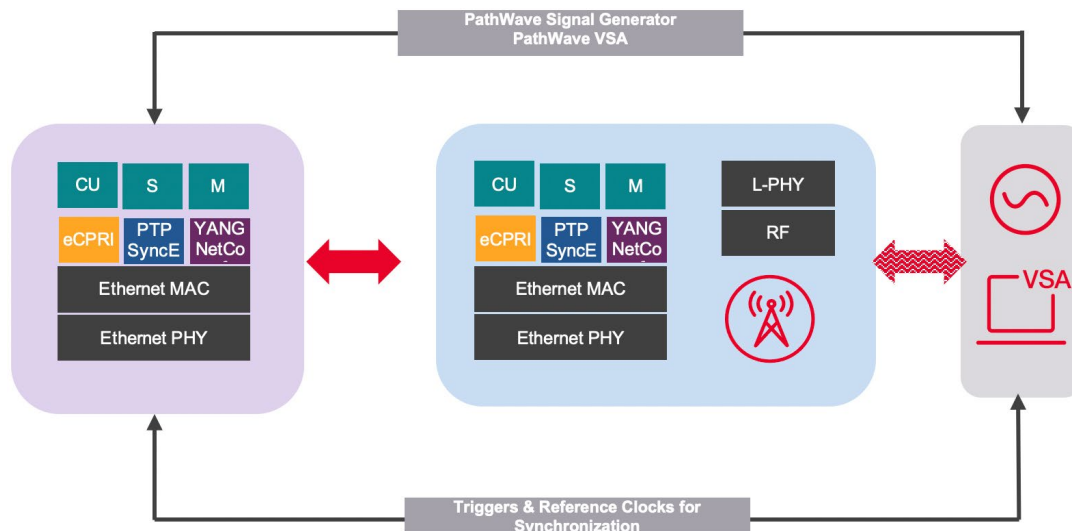 PathWave Signal Generator
PathWave VSA
CU
S
M
eCPRI
PTP
SyncE
YANG
NetCo
Ethernet MAC
Ethernet PHY
CU
S
M
eCPRI
PTP
SyncE
YANG
NetCo
Ethernet MAC
Ethernet PHY
L-PHY
RF
VSA
Triggers & Reference Clocks for
Synchronization